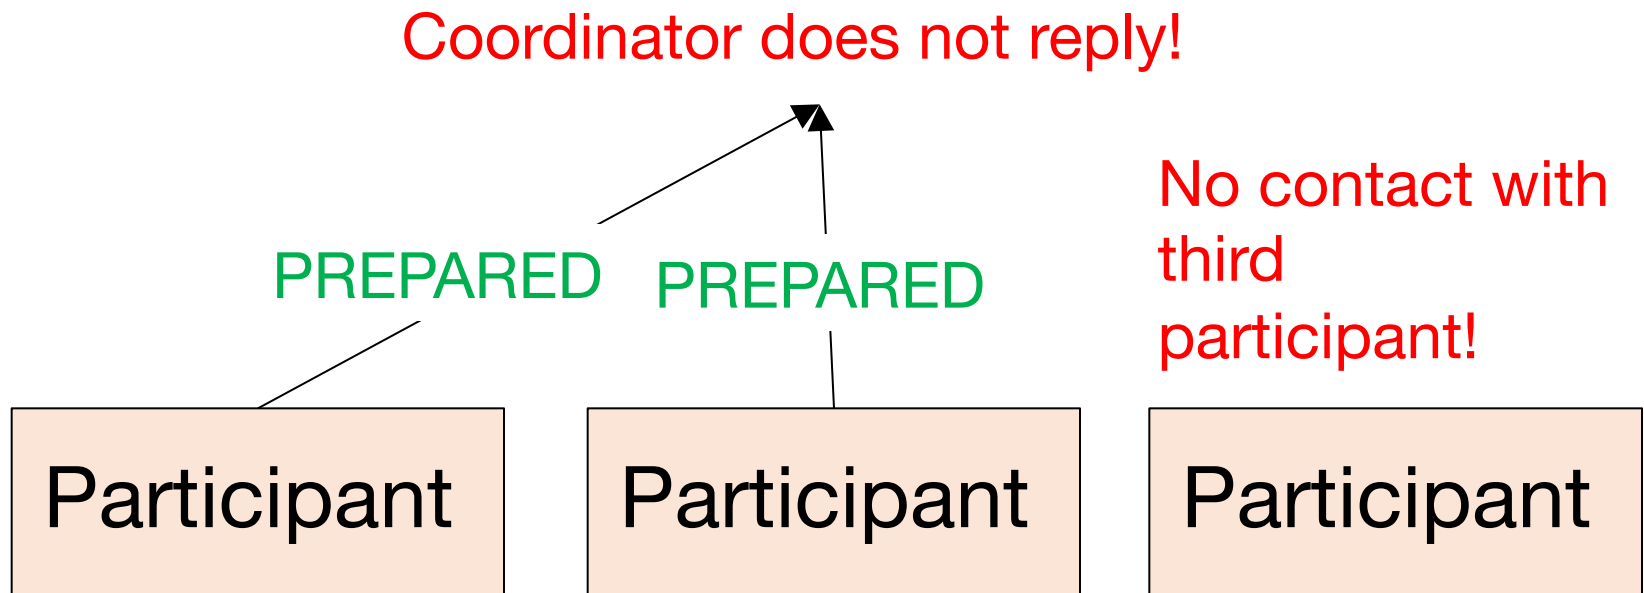 Coordinator does not reply!
No contact with
third
participant!
PREPARED
PREPARED
Participant
Participant
Participant